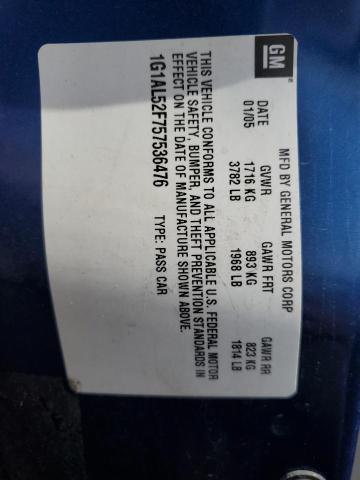 GM
MFD BY GENERAL MOTORS CORP
DATE GVWR GAWR FRT GAWR RR
01/05 1716 KG 893 KG 823 KG
3782 LB 1968 LB 1814 LB
THIS VEHICLE CONFORMS TO ALL APPLICABLE U.S. FEDERAL MOTOR
VEHICLE SAFETY, BUMPER, AND THEFT PREVENTION STANDARDS IN
EFFECT ON THE DATE OF MANUFACTURE SHOWN ABOVE.
1G1AL52F757536476 TYPE: PASS CAR